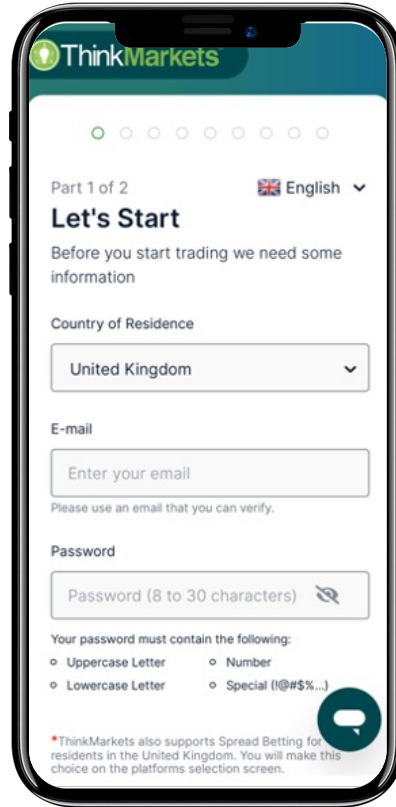 ThinkMarkets
Part 1 of 2
English
Let's Start
Before you start trading we need some
information
Country of Residence
United Kingdom
E-mail
Enter your email
Please use an email that you can verify.
Password
Password (8 to 30 characters)
Your password must contain the following:
Uppercase Letter
Number
Lowercase Letter
Special (!@#$%...)
*ThinkMarkets also supports Spread Betting for
residents in the United Kingdom. You will make this
choice on the platforms selection screen.